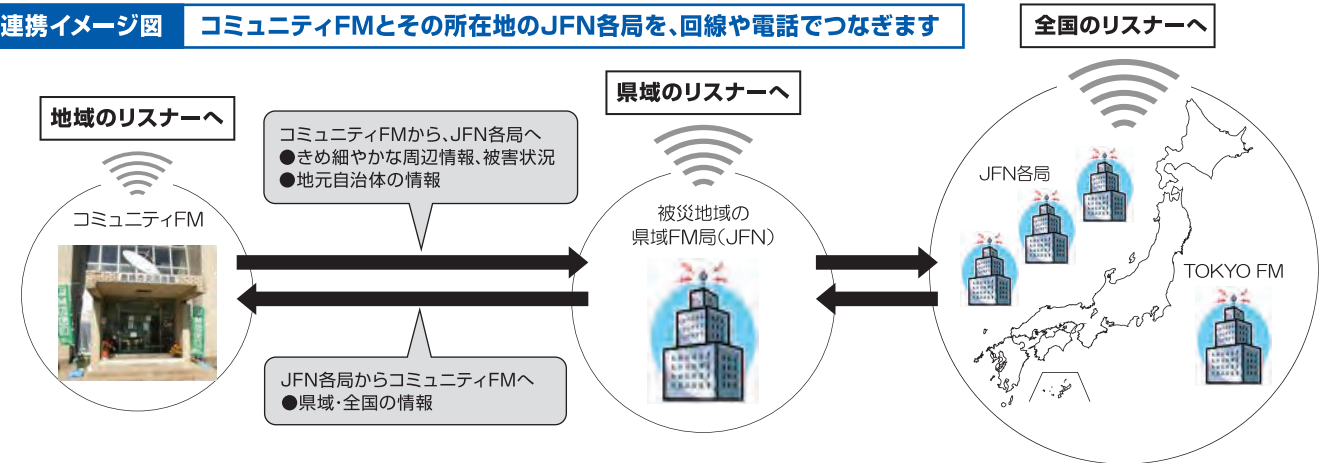 連携イメージ図
コミュニティFMとその所在地のJFN各局を、回線や電話でつなぎます
全国のリスナーへ
県域のリスナーへ
地域のリスナーへ
コミュニティFMから、JFN各局へ
●きめ細やかな周辺情報、被害状況
●地元自治体の情報
JFN各局
コミュニティFM
被災地域の
県域FM局(JFN)
TOKYO FM
JFN各局からコミュニティFMへ
●県域・全国の情報